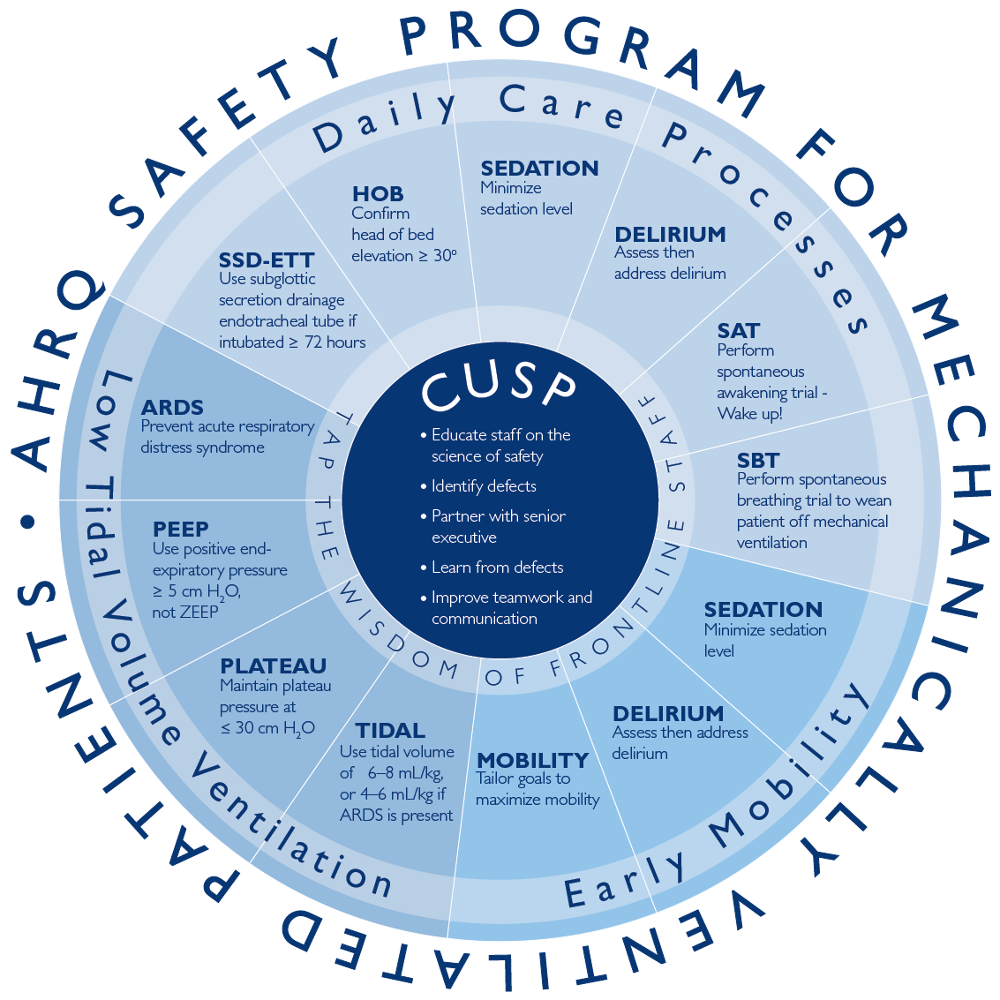 AHRQ SAFETY PROGRAM FOR MECHANICALLY VENTILATED PATIENTS •
Daily Care Processes
SSD-ETT
Use subglottic
secretion drainage
endotracheal tube if
intubated ≥ 72 hours
HOB
Confirm
head of bed
elevation ≥ 30º
SEDATION
Minimize
sedation level
DELIRIUM
Assess then
address delirium
SAT
Perform
spontaneous
awakening trial -
Wake up!
SBT
Perform spontaneous
breathing trial to wean
patient off mechanical
ventilation
Early Mobility
SEDATION
Minimize sedation
level
DELIRIUM
Assess then address
delirium
MOBILITY
Tailor goals to
maximize mobility
Low Tidal Volume Ventilation
ARDS
Prevent acute respiratory
distress syndrome
PEEP
Use positive end-
expiratory pressure
≥ 5 cm H₂O,
not ZEEP
PLATEAU
Maintain plateau
pressure at
≤ 30 cm H₂O
TIDAL
Use tidal volume
of 6–8 mL/kg,
or 4–6 mL/kg if
ARDS is present
TAP THE WISDOM OF FRONTLINE STAFF
CUSP
• Educate staff on the
science of safety
• Identify defects
• Partner with senior
executive
• Learn from defects
• Improve teamwork and
communication